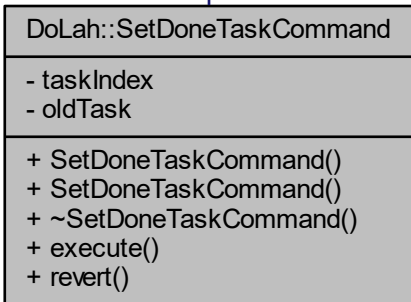 DoLah::SetDoneTaskCommand
- taskIndex
- oldTask
+ SetDoneTaskCommand()
+ SetDoneTaskCommand()
+ ~SetDoneTaskCommand()
+ execute()
+ revert()